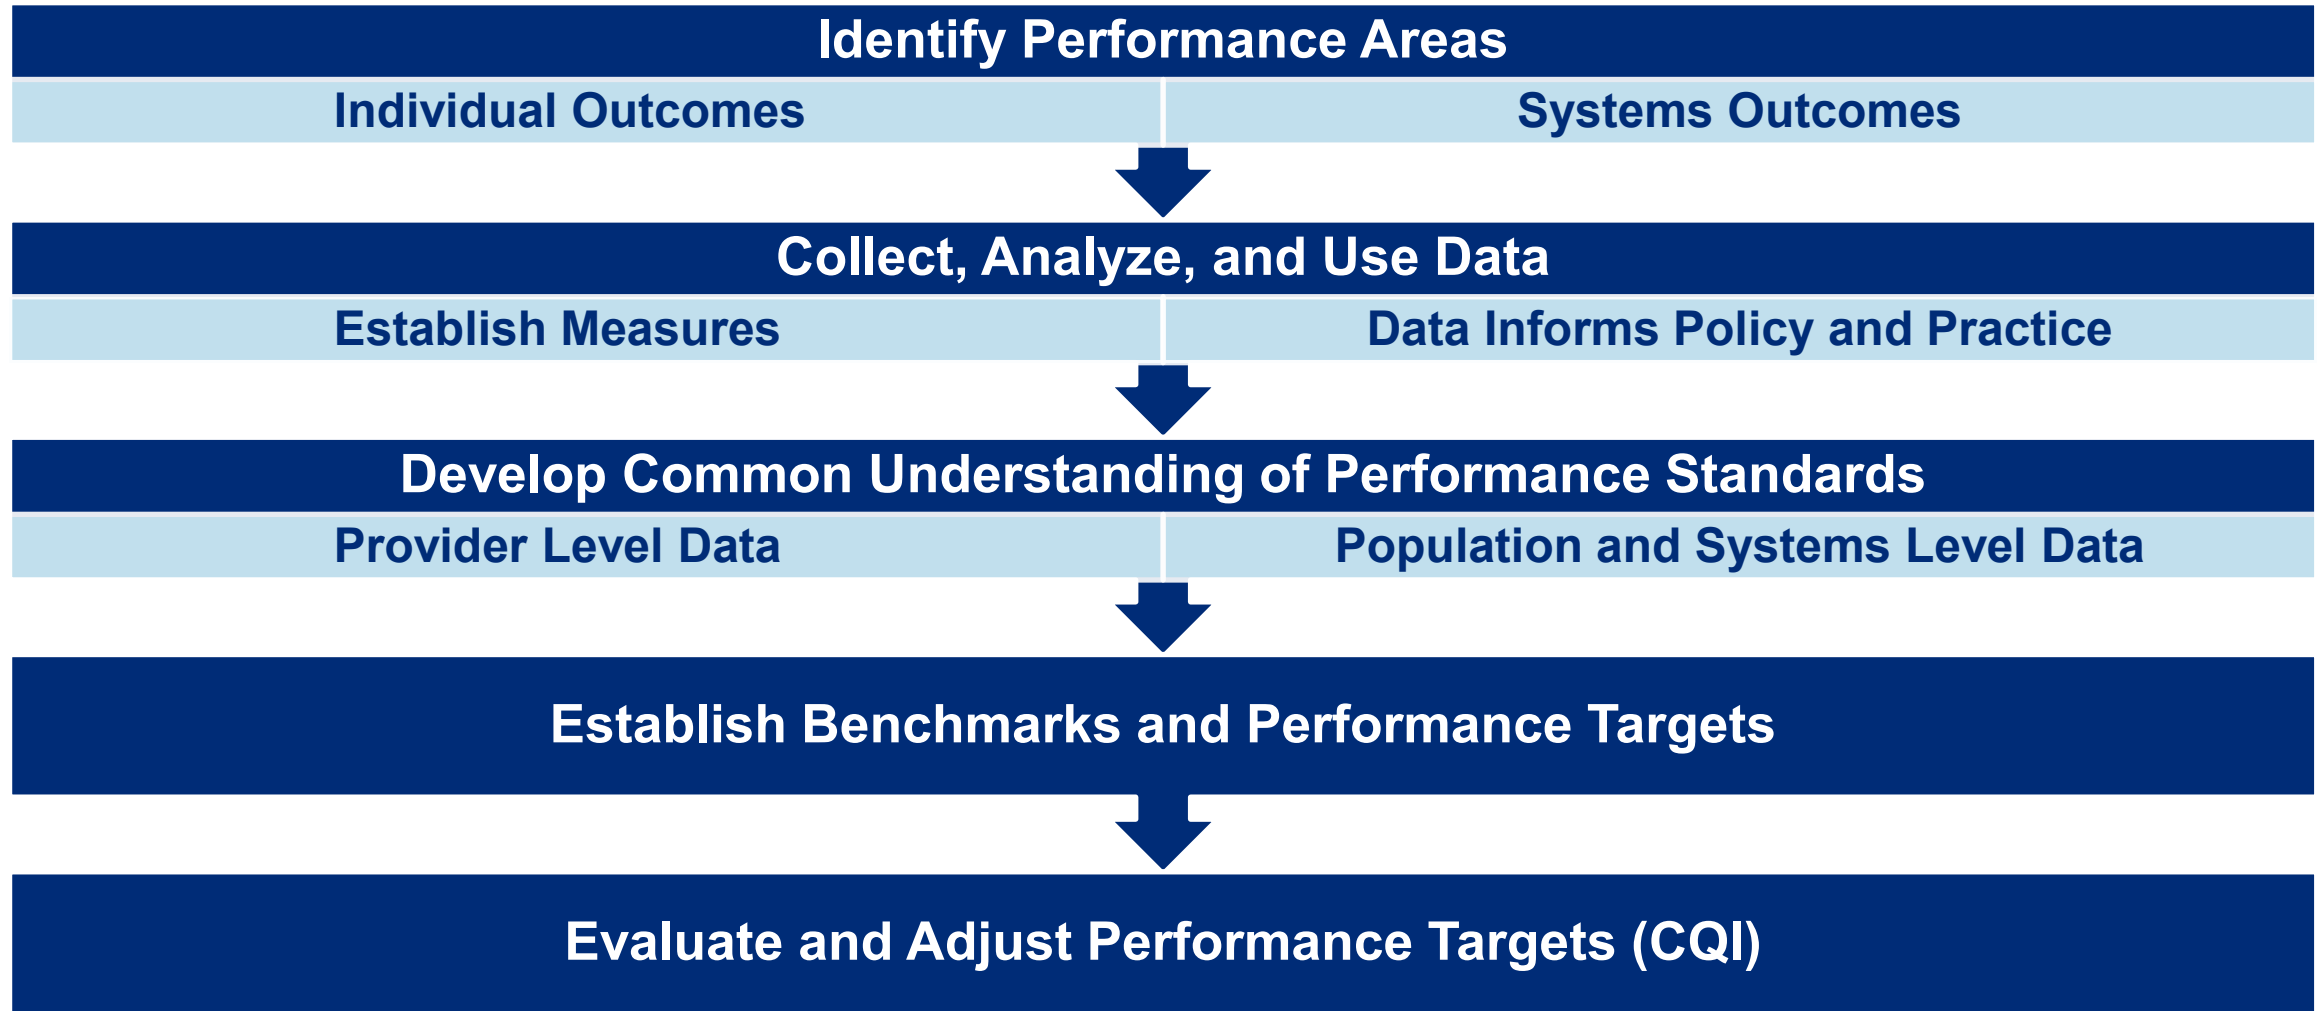 Identify Performance Areas
Individual Outcomes
Systems Outcomes
Collect, Analyze, and Use Data
Establish Measures
Data Informs Policy and Practice
Develop Common Understanding of Performance Standards
Provider Level Data
Population and Systems Level Data
Establish Benchmarks and Performance Targets
Evaluate and Adjust Performance Targets (CQI)